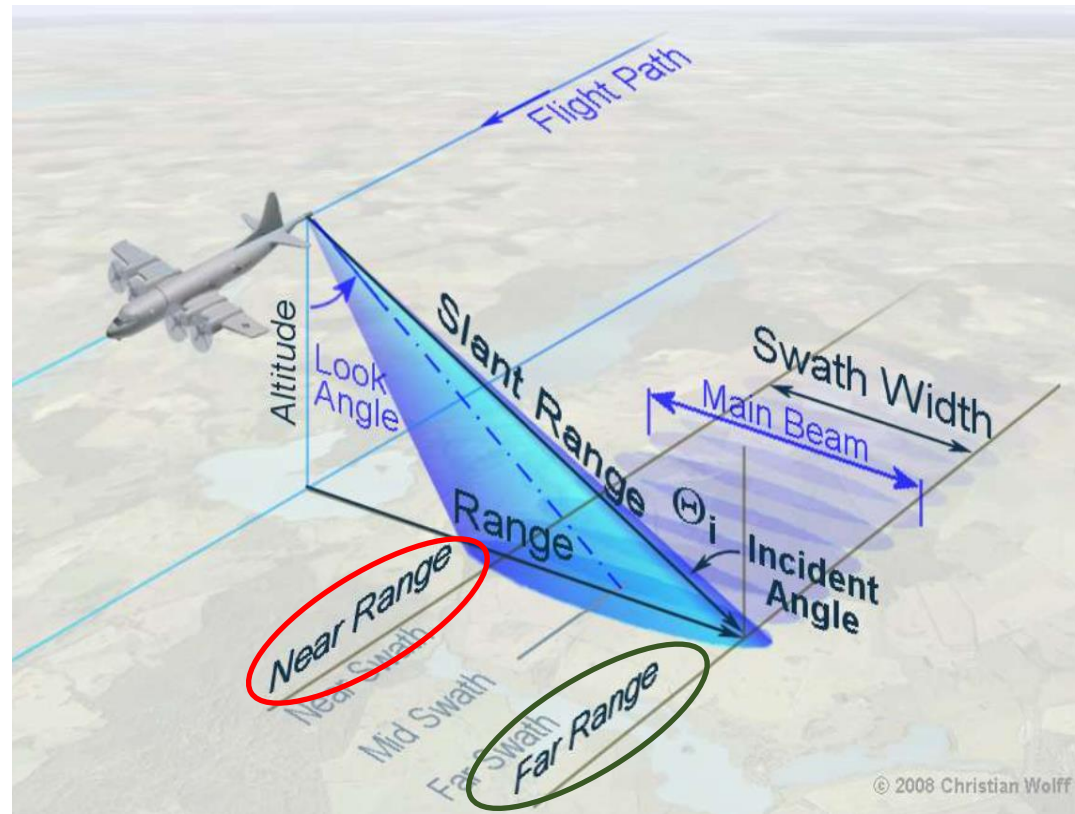 Flight Path
Altitude
Look
Angle
Slant Range
Swath Width
Main Beam
Range
Θi
Incident
Angle
Near Range
Near Swath
Mid Swath
Far Swath
Far Range
© 2008 Christian Wolff